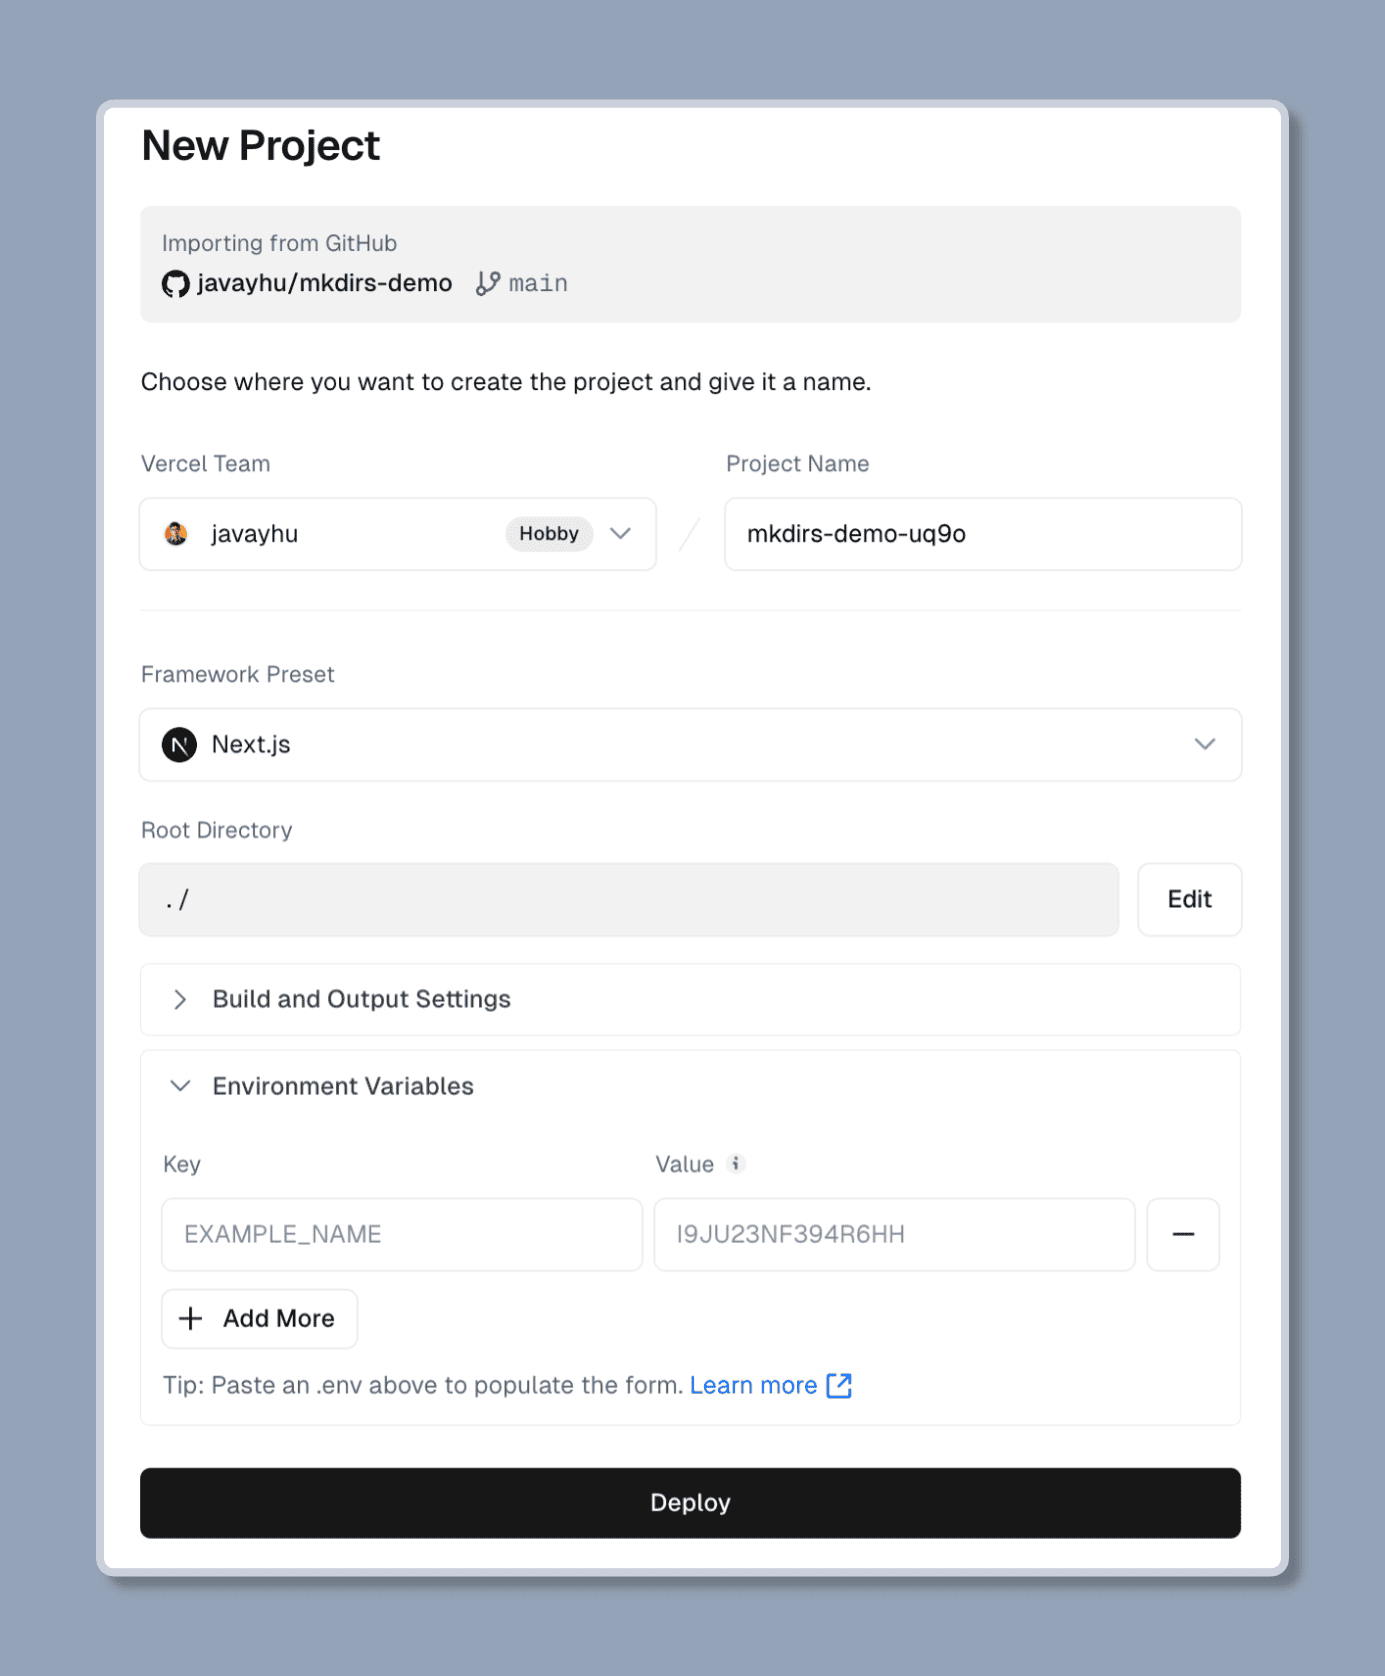 New Project
Importing from GitHub
javayhu/mkdirs-demo main
Choose where you want to create the project and give it a name.
Vercel Team Project Name
javayhu Hobby / mkdirs-demo-uq9o
Framework Preset
N Next.js
Root Directory
./ Edit
Build and Output Settings
Environment Variables
Key Value i
EXAMPLE_NAME I9JU23NF394R6HH
Add More
Tip: Paste an .env above to populate the form. Learn more
Deploy